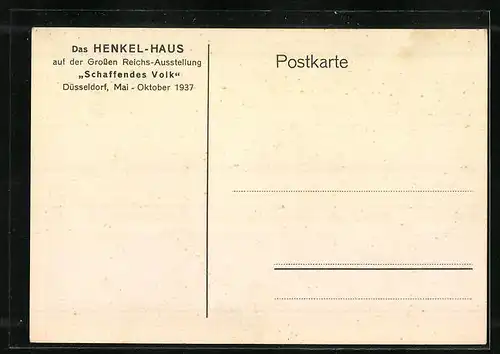 Das HENKEL-HAUS
auf der Großen Reichs-Ausstellung
„Schaffendes Volk“
Düsseldorf, Mai - Oktober 1937
Postkarte